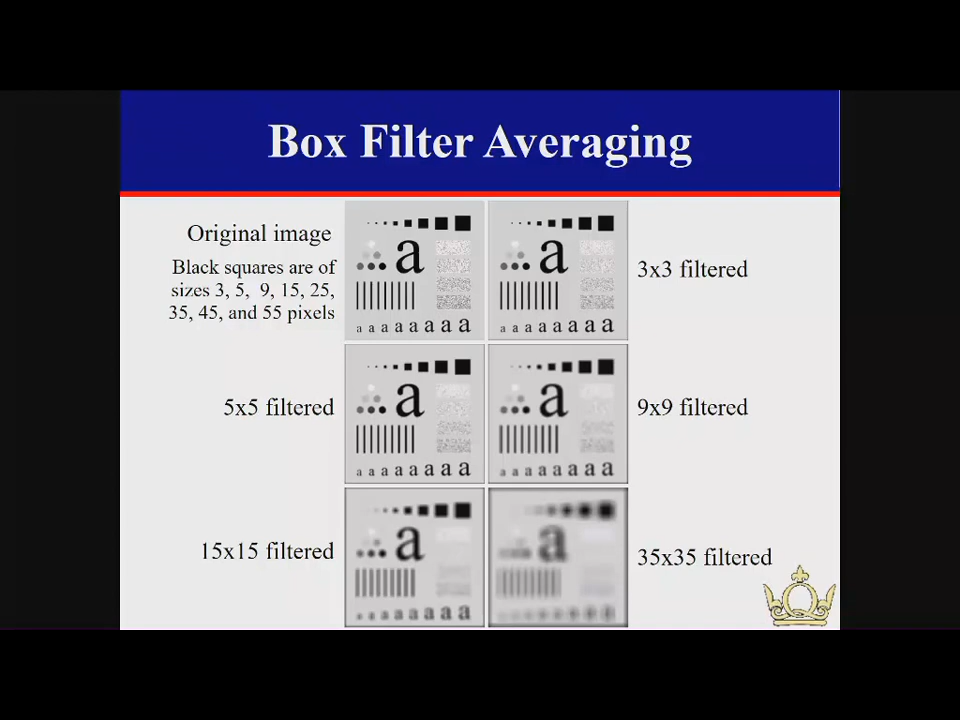 Box Filter Averaging
Original image
Black squares are of
sizes 3, 5, 9, 15, 25,
35, 45, and 55 pixels
a
a a a a a a a a
3x3 filtered
a
a a a a a a a a
5x5 filtered
a
a a a a a a a a
9x9 filtered
a
a a a a a a a a
15x15 filtered
a
a a a a a a a a
35x35 filtered
a